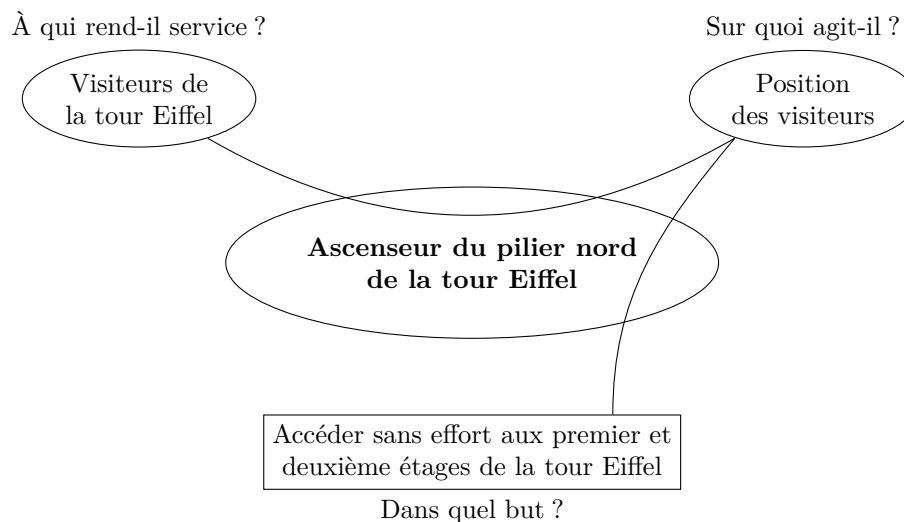 À qui rend-il service ?
Sur quoi agit-il ?
Visiteurs de
la tour Eiffel
Position
des visiteurs
Ascenseur du pilier nord
de la tour Eiffel
Accéder sans effort aux premier et
deuxième étages de la tour Eiffel
Dans quel but ?